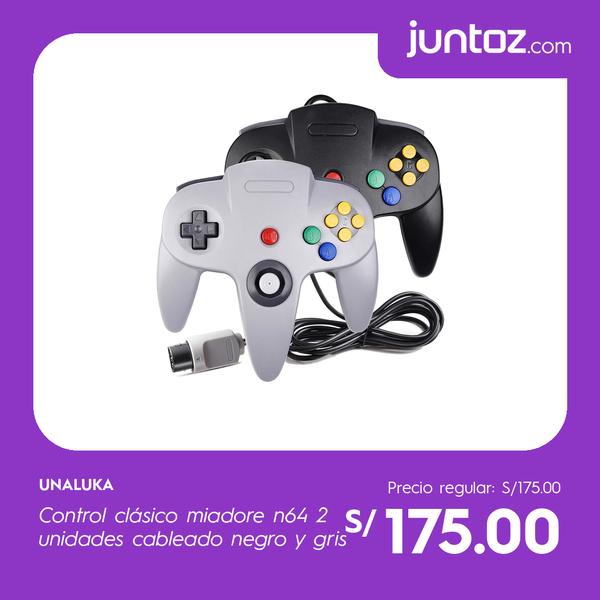 juntoz.com
UNALUKA
Control clásico miadore n64 2
unidades cableado negro y gris
Precio regular: S/175.00
S/ 175.00